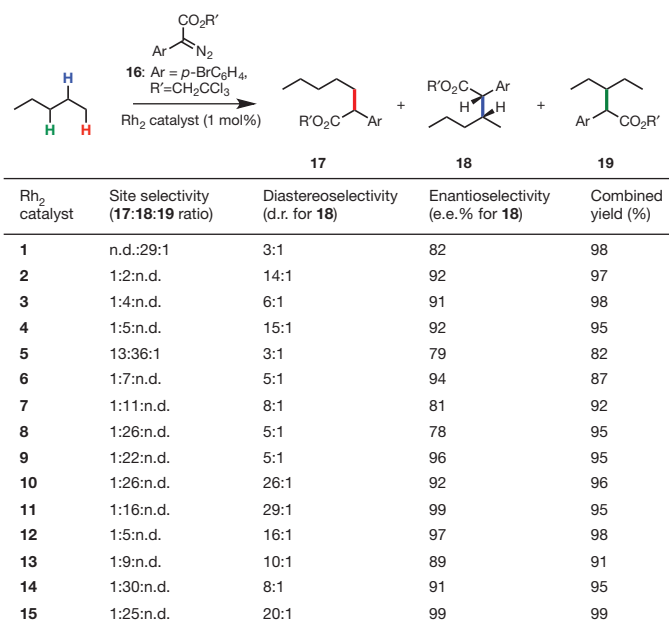 CO₂R′
Ar
N₂
16: Ar = p-BrC₆H₄,
R′=CH₂CCl₃
Rh₂ catalyst (1 mol%)
H
H
H
R′O₂C
Ar
+
R′O₂C
Ar
H
H
+
Ar
CO₂R′
17
18
19
Rh₂ catalyst Site selectivity (17:18:19 ratio) Diastereoselectivity (d.r. for 18) Enantioselectivity (e.e.% for 18) Combined yield (%)
1 n.d.:29:1 3:1 82 98
2 1:2:n.d. 14:1 92 97
3 1:4:n.d. 6:1 91 98
4 1:5:n.d. 15:1 92 95
5 13:36:1 3:1 79 82
6 1:7:n.d. 5:1 94 87
7 1:11:n.d. 8:1 81 92
8 1:26:n.d. 5:1 78 95
9 1:22:n.d. 5:1 96 95
10 1:26:n.d. 26:1 92 96
11 1:16:n.d. 29:1 99 95
12 1:5:n.d. 16:1 97 98
13 1:9:n.d. 10:1 89 91
14 1:30:n.d. 8:1 91 95
15 1:25:n.d. 20:1 99 99